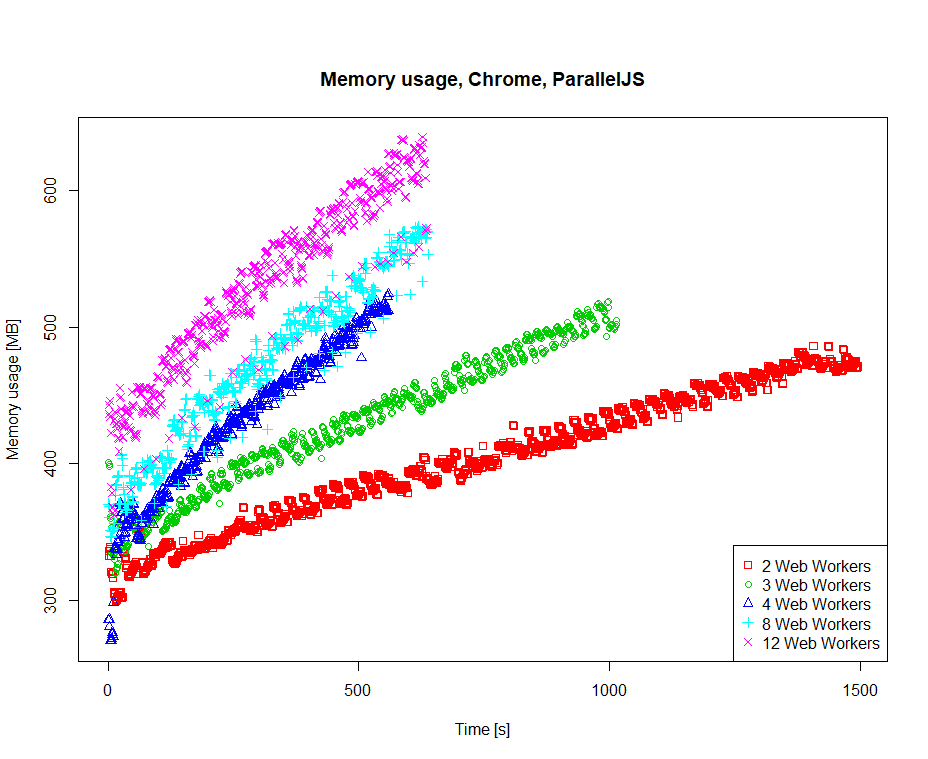 Memory usage, Chrome, ParallelJS
Memory usage [MB]
600
500
400
300
0
500
1000
1500
Time [s]
2 Web Workers
3 Web Workers
4 Web Workers
8 Web Workers
12 Web Workers